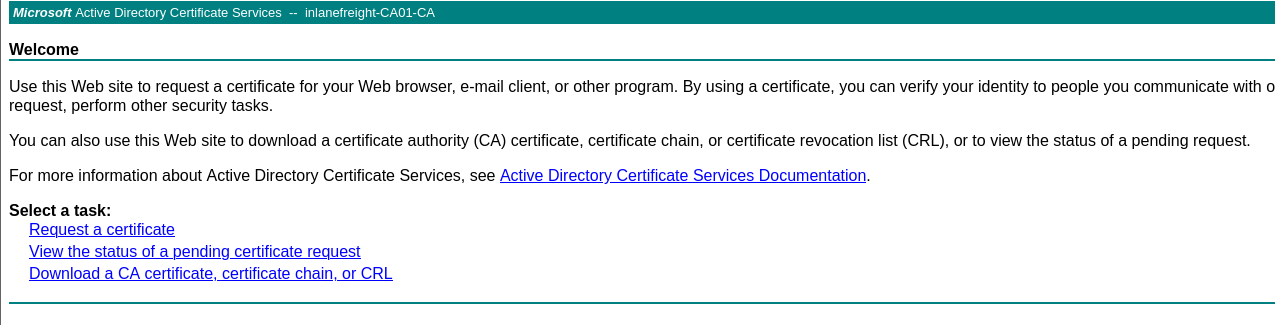 Microsoft Active Directory Certificate Services -- inlanefreight-CA01-CA
Welcome
Use this Web site to request a certificate for your Web browser, e-mail client, or other program. By using a certificate, you can verify your identity to people you communicate with o
request, perform other security tasks.
You can also use this Web site to download a certificate authority (CA) certificate, certificate chain, or certificate revocation list (CRL), or to view the status of a pending request.
For more information about Active Directory Certificate Services, see Active Directory Certificate Services Documentation.
Select a task:
Request a certificate
View the status of a pending certificate request
Download a CA certificate, certificate chain, or CRL